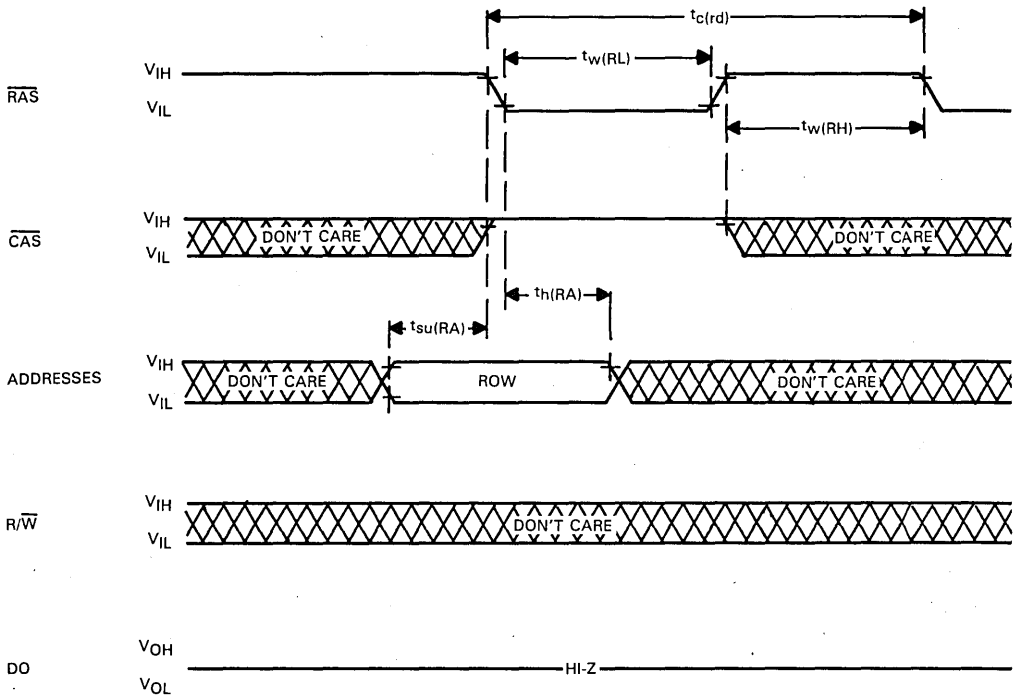 tc(rd)
tw(RL)
RAS
VIH
VIL
tw(RH)
CAS
VIH
VIL
DON'T CARE
DON'T CARE
th(RA)
tsu(RA)
ADDRESSES
VIH
VIL
DON'T CARE
ROW
DON'T CARE
R/W
VIH
VIL
DON'T CARE
DO
VOH
VOL
HI-Z